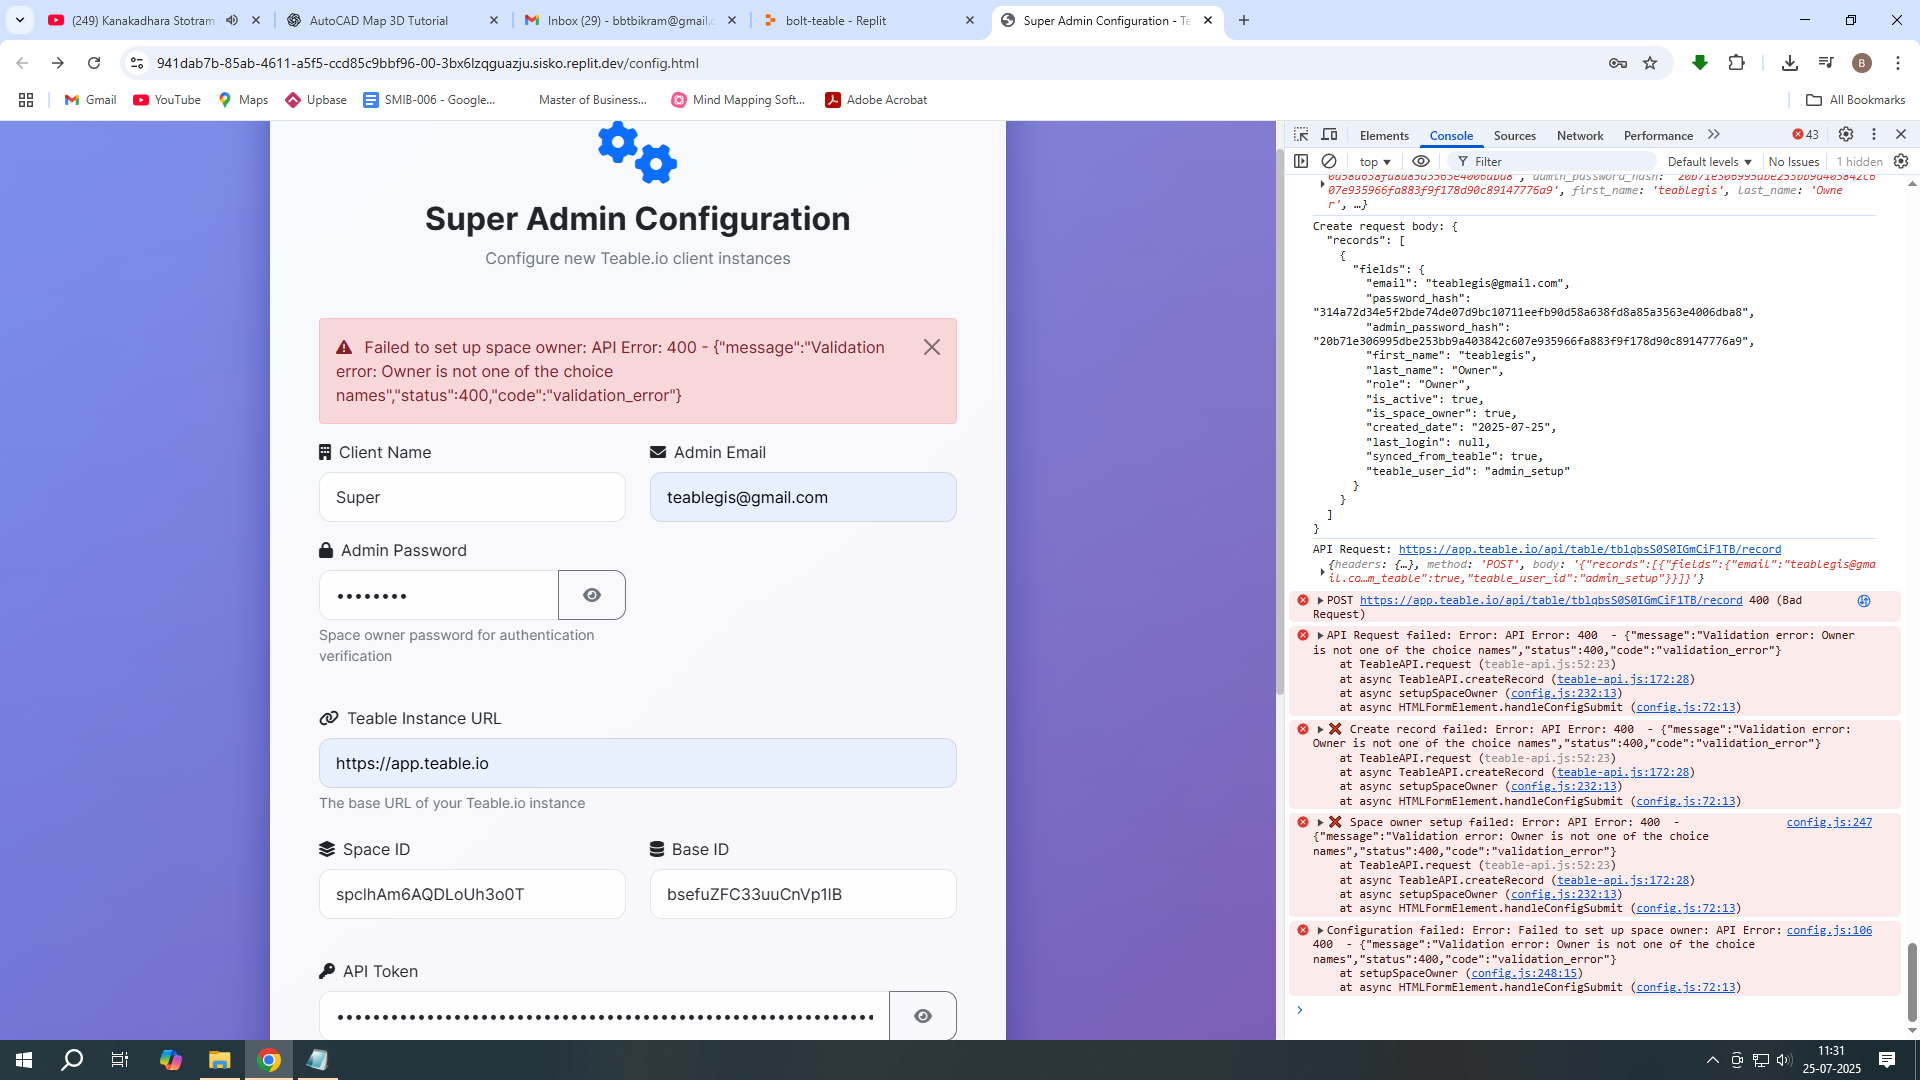 (249) Kanakadhara Stotram
AutoCAD Map 3D Tutorial
Inbox (29) - bbtbikram@gmail.c
bolt-teable - Replit
Super Admin Configuration - Te
941dab7b-85ab-4611-a5f5-ccd85c9bbf96-00-3bx6lzqguazju.sisko.replit.dev/config.html
B
Gmail
YouTube
Maps
Upbase
SMIB-006 - Google...
Master of Business...
Mind Mapping Soft...
Adobe Acrobat
All Bookmarks
Super Admin Configuration
Configure new Teable.io client instances
Failed to set up space owner: API Error: 400 - {"message":"Validation
error: Owner is not one of the choice
names","status":400,"code":"validation_error"}
Client Name
Admin Email
Super
teablegis@gmail.com
Admin Password
••••••••
Space owner password for authentication
verification
Teable Instance URL
https://app.teable.io
The base URL of your Teable.io instance
Space ID
Base ID
spclhAm6AQDLoUh3o0T
bsefuZFC33uuCnVp1lB
API Token
Elements
Console
Sources
Network
Performance
43
top
Filter
Default levels
No Issues
1 hidden
07e935966fa883f9f178d90c89147776a9', first_name: 'teablegis', last_name: 'Owne
r', …}
Create request body: {
"records": [
{
"fields": {
"email": "teablegis@gmail.com",
"password_hash":
"314a72d34e5f2bde74de07d9bc10711eefb90d58a638fd8a85a3563e4006dba8",
"admin_password_hash":
"20b71e306995dbe253bb9a403842c607e935966fa883f9f178d90c89147776a9",
"first_name": "teablegis",
"last_name": "Owner",
"role": "Owner",
"is_active": true,
"is_space_owner": true,
"created_date": "2025-07-25",
"last_login": null,
"synced_from_teable": true,
"teable_user_id": "admin_setup"
}
}
]
}
API Request: https://app.teable.io/api/table/tblqbsS0S0IGmCiF1TB/record
{headers: {…}, method: 'POST', body: '{"records":[{"fields":{"email":"teablegis@gma
il.co…m_teable":true,"teable_user_id":"admin_setup"}}]}'}
POST https://app.teable.io/api/table/tblqbsS0S0IGmCiF1TB/record 400 (Bad
Request)
API Request failed: Error: API Error: 400 - {"message":"Validation error: Owner
is not one of the choice names","status":400,"code":"validation_error"}
at TeableAPI.request (teable-api.js:52:23)
at async TeableAPI.createRecord (teable-api.js:172:28)
at async setupSpaceOwner (config.js:232:13)
at async HTMLFormElement.handleConfigSubmit (config.js:72:13)
❌ Create record failed: Error: API Error: 400 - {"message":"Validation error:
Owner is not one of the choice names","status":400,"code":"validation_error"}
at TeableAPI.request (teable-api.js:52:23)
at async TeableAPI.createRecord (teable-api.js:172:28)
at async setupSpaceOwner (config.js:232:13)
at async HTMLFormElement.handleConfigSubmit (config.js:72:13)
❌ Space owner setup failed: Error: API Error: 400 - config.js:247
{"message":"Validation error: Owner is not one of the choice
names","status":400,"code":"validation_error"}
at TeableAPI.request (teable-api.js:52:23)
at async TeableAPI.createRecord (teable-api.js:172:28)
at async setupSpaceOwner (config.js:232:13)
at async HTMLFormElement.handleConfigSubmit (config.js:72:13)
Configuration failed: Error: Failed to set up space owner: API Error: config.js:106
400 - {"message":"Validation error: Owner is not one of the choice
names","status":400,"code":"validation_error"}
at setupSpaceOwner (config.js:248:15)
at async HTMLFormElement.handleConfigSubmit (config.js:72:13)
11:31
25-07-2025